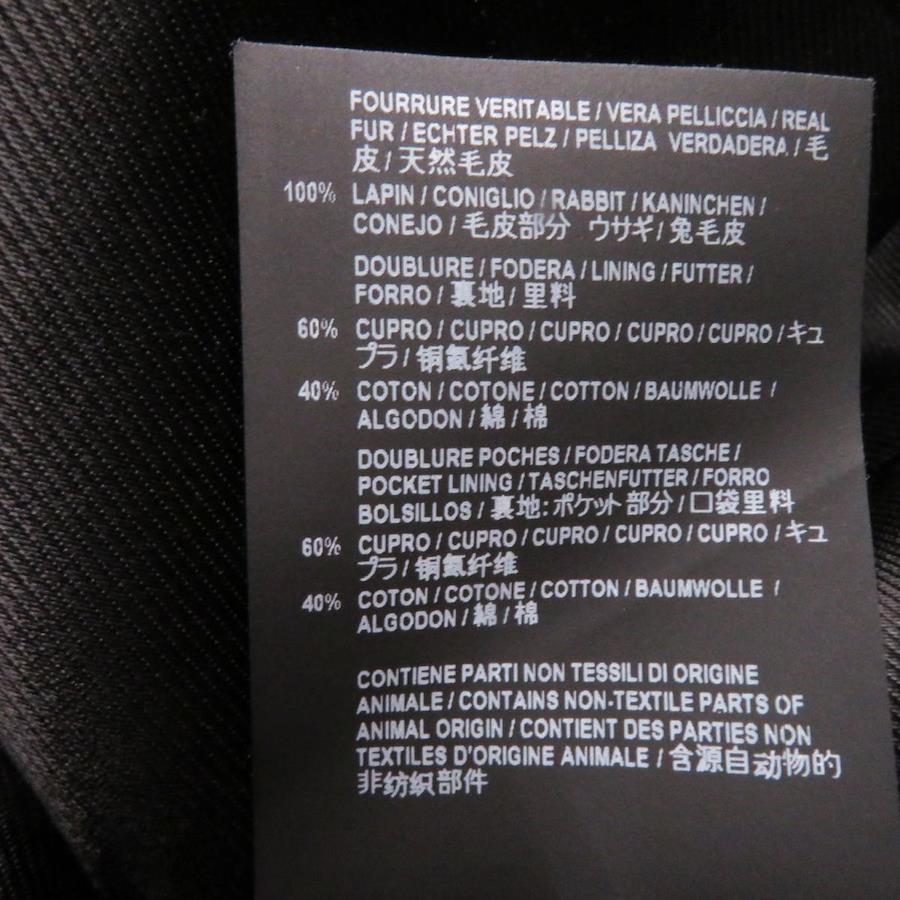 FOURRURE VERITABLE / VERA PELLICCIA / REAL
FUR / ECHTER PELZ / PELLIZA VERDADERA / 毛
皮 / 天然毛皮
100% LAPIN / CONIGLIO / RABBIT / KANINCHEN /
CONEJO / 毛皮部分 ウサギ / 兔毛皮
DOUBLURE / FODERA / LINING / FUTTER /
FORRO / 裏地 / 里料
60% CUPRO / CUPRO / CUPRO / CUPRO / CUPRO / キュ
プラ / 铜氨纤维
40% COTON / COTONE / COTTON / BAUMWOLLE /
ALGODON / 綿 / 棉
DOUBLURE POCHES / FODERA TASCHE /
POCKET LINING / TASCHENFUTTER / FORRO
BOLSILLOS / 裏地:ポケット部分 / 口袋里料
60% CUPRO / CUPRO / CUPRO / CUPRO / CUPRO / キュ
プラ / 铜氨纤维
40% COTON / COTONE / COTTON / BAUMWOLLE /
ALGODON / 綿 / 棉
CONTIENE PARTI NON TESSILI DI ORIGINE
ANIMALE / CONTAINS NON-TEXTILE PARTS OF
ANIMAL ORIGIN / CONTIENT DES PARTIES NON
TEXTILES D'ORIGINE ANIMALE / 含源自动物的
非纺织部件